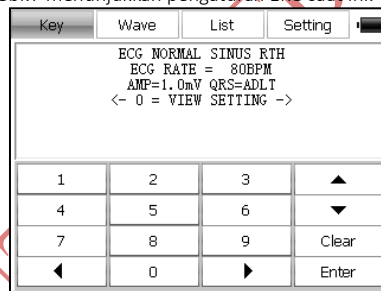 Key Wave List Setting
ECG NORMAL SINUS RTH
ECG RATE = 80BPM
AMP=1.0mV QRS=ADLT
<- 0 = VIEW SETTING ->
1 2 3 ▲
4 5 6 ▼
7 8 9 Clear
◀ 0 ▶ Enter